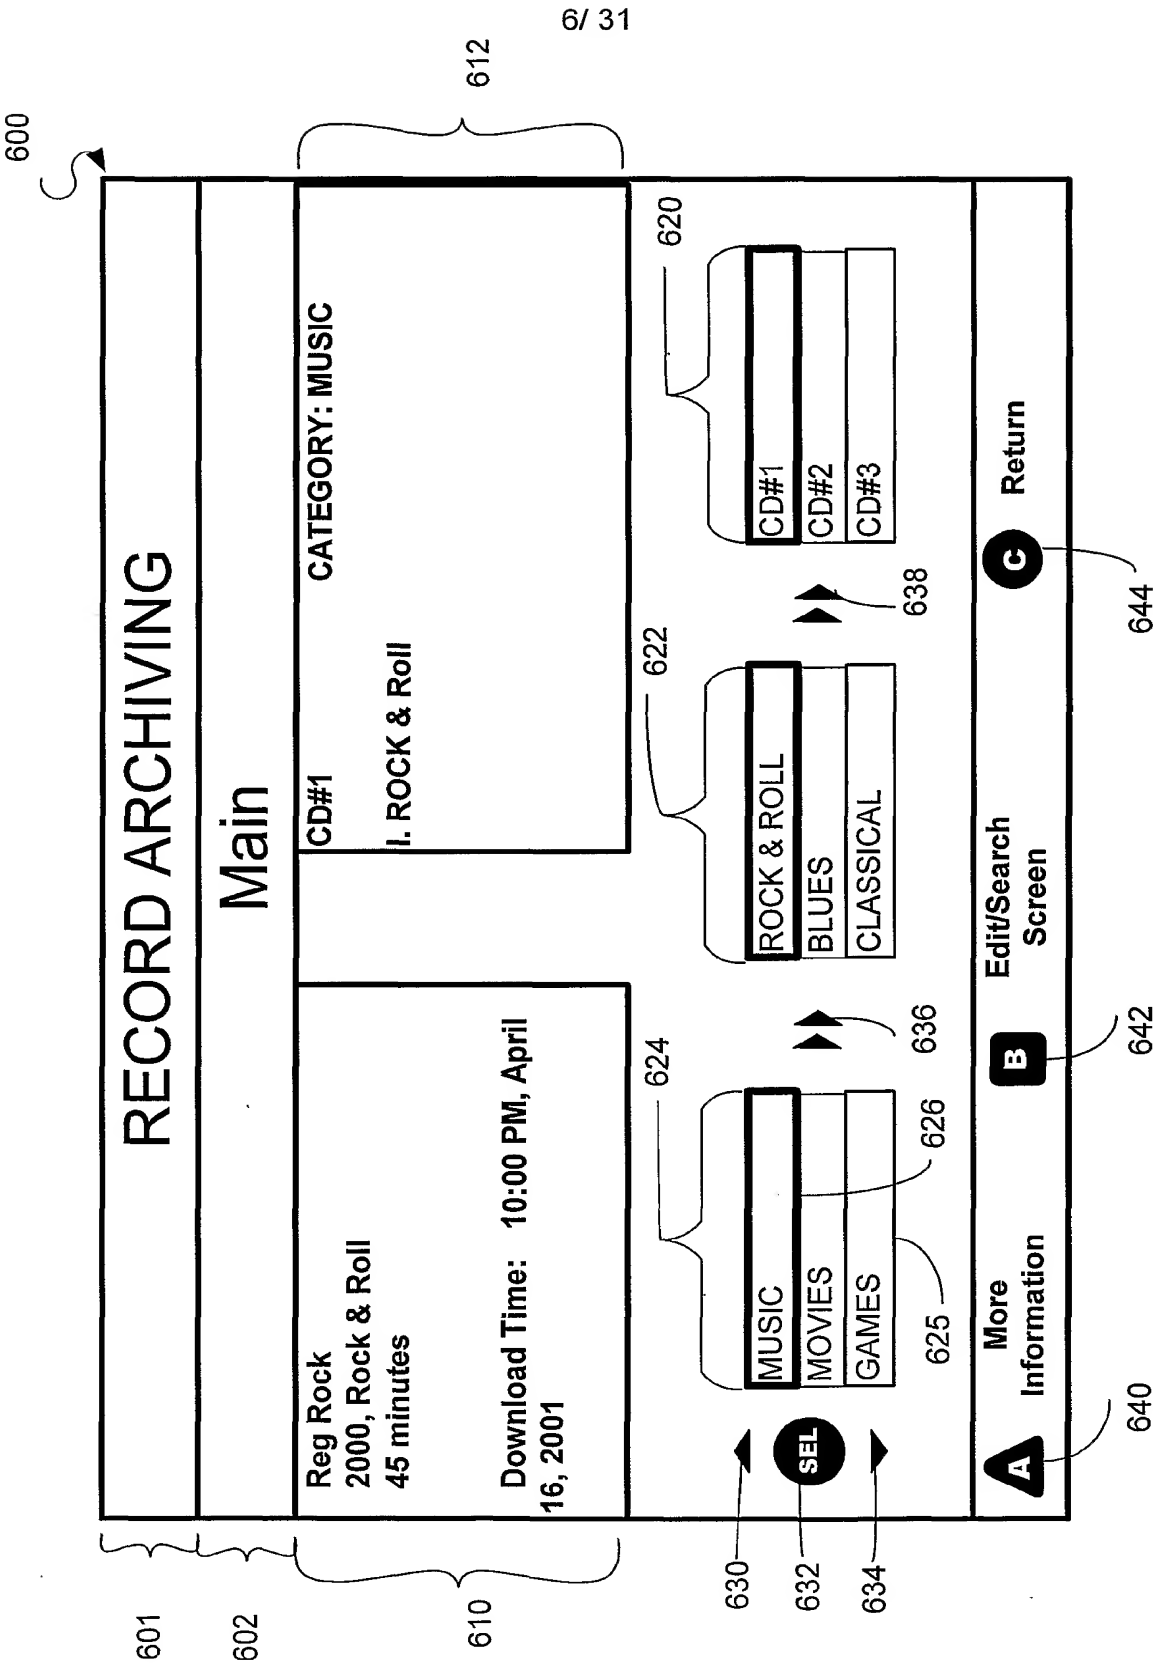 6/ 31
600
RECORD ARCHIVING
601
Main
602
Reg Rock
2000, Rock & Roll
45 minutes
Download Time: 10:00 PM, April
16, 2001
610
CD#1 CATEGORY: MUSIC
I. ROCK & Roll
612
624
622
620
630
632
634
SEL
MUSIC
MOVIES
GAMES
625
626
636
ROCK & ROLL
BLUES
CLASSICAL
638
CD#1
CD#2
CD#3
A
More
Information
B
Edit/Search
Screen
C
Return
640
642
644